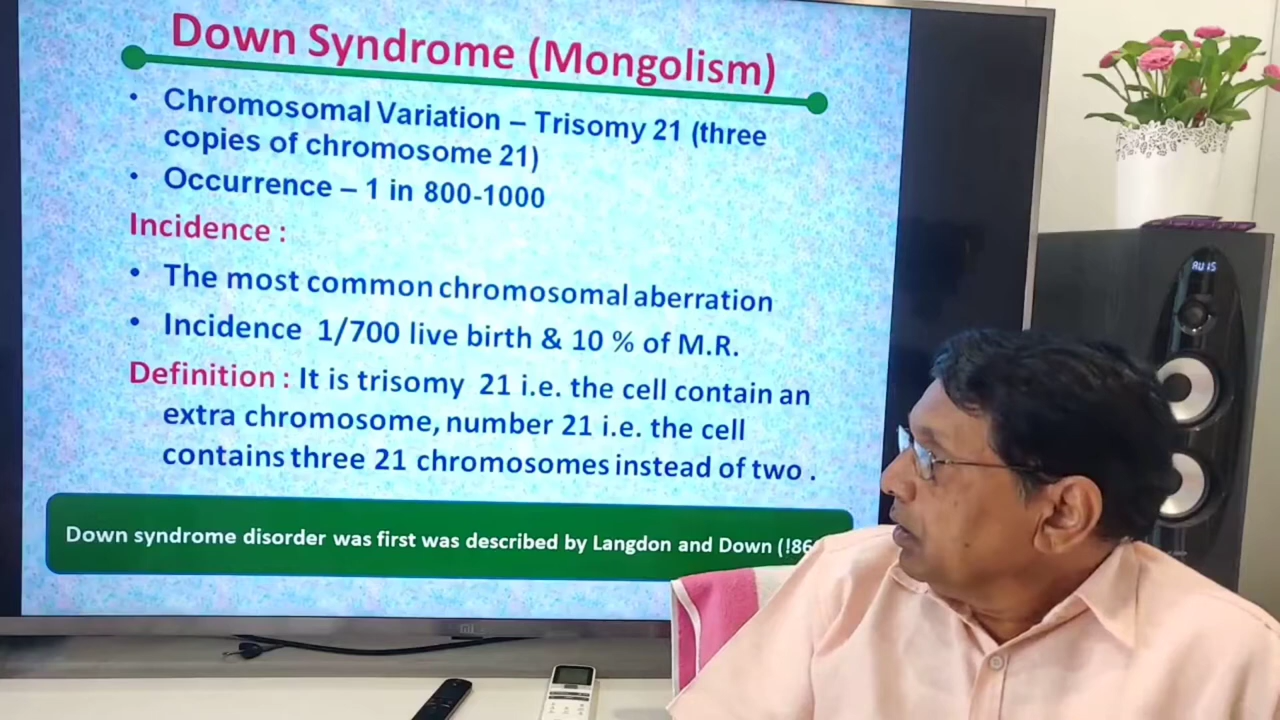 Down Syndrome (Mongolism)
• Chromosomal Variation – Trisomy 21 (three
copies of chromosome 21)
• Occurrence – 1 in 800-1000
Incidence :
• The most common chromosomal aberration
• Incidence 1/700 live birth & 10 % of M.R.
Definition : It is trisomy 21 i.e. the cell contain an
extra chromosome, number 21 i.e. the cell
contains three 21 chromosomes instead of two .
Down syndrome disorder was first was described by Langdon and Down (!86
mi